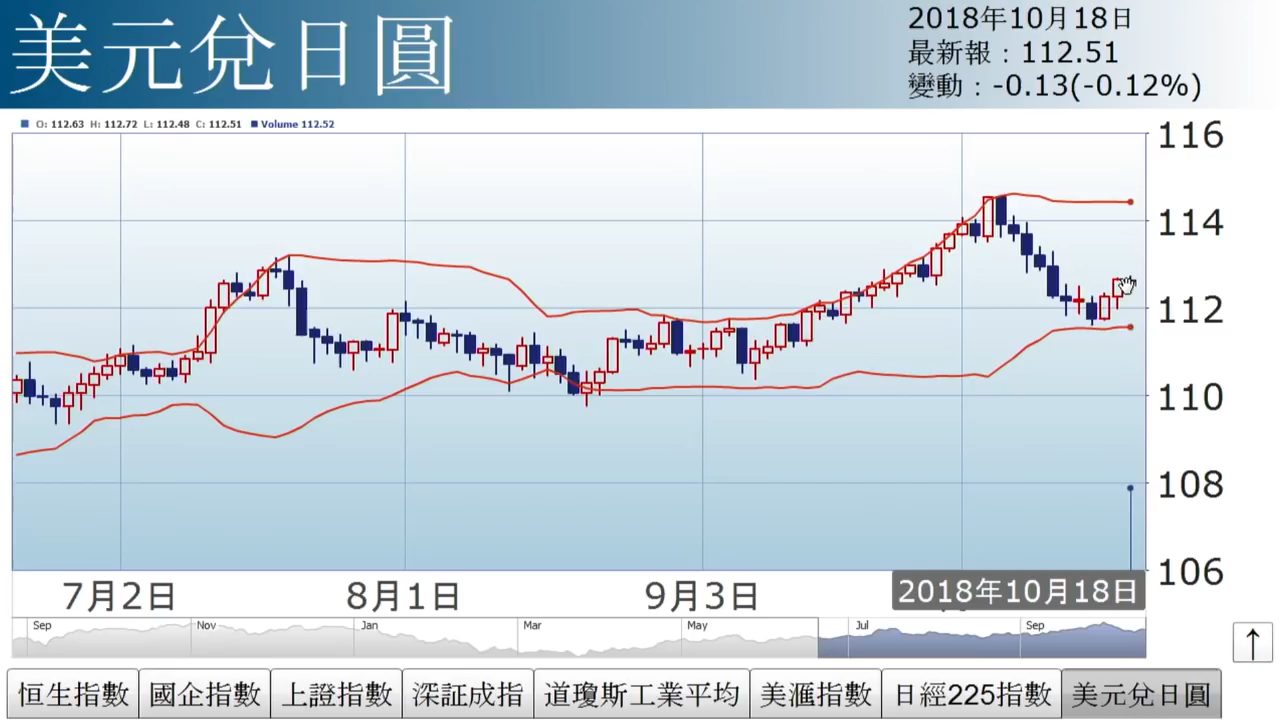 美元兌日圓
2018年10月18日
最新報：112.51
變動：-0.13(-0.12%)
O: 112.63 H: 112.72 L: 112.48 C: 112.51 Volume 112.52
116
114
112
110
108
106
7月2日 8月1日 9月3日 2018年10月18日
Sep Nov Jan Mar May Jul Sep
↑
恒生指數 國企指數 上證指數 深証成指 道瓊斯工業平均 美滙指數 日經225指數 美元兌日圓